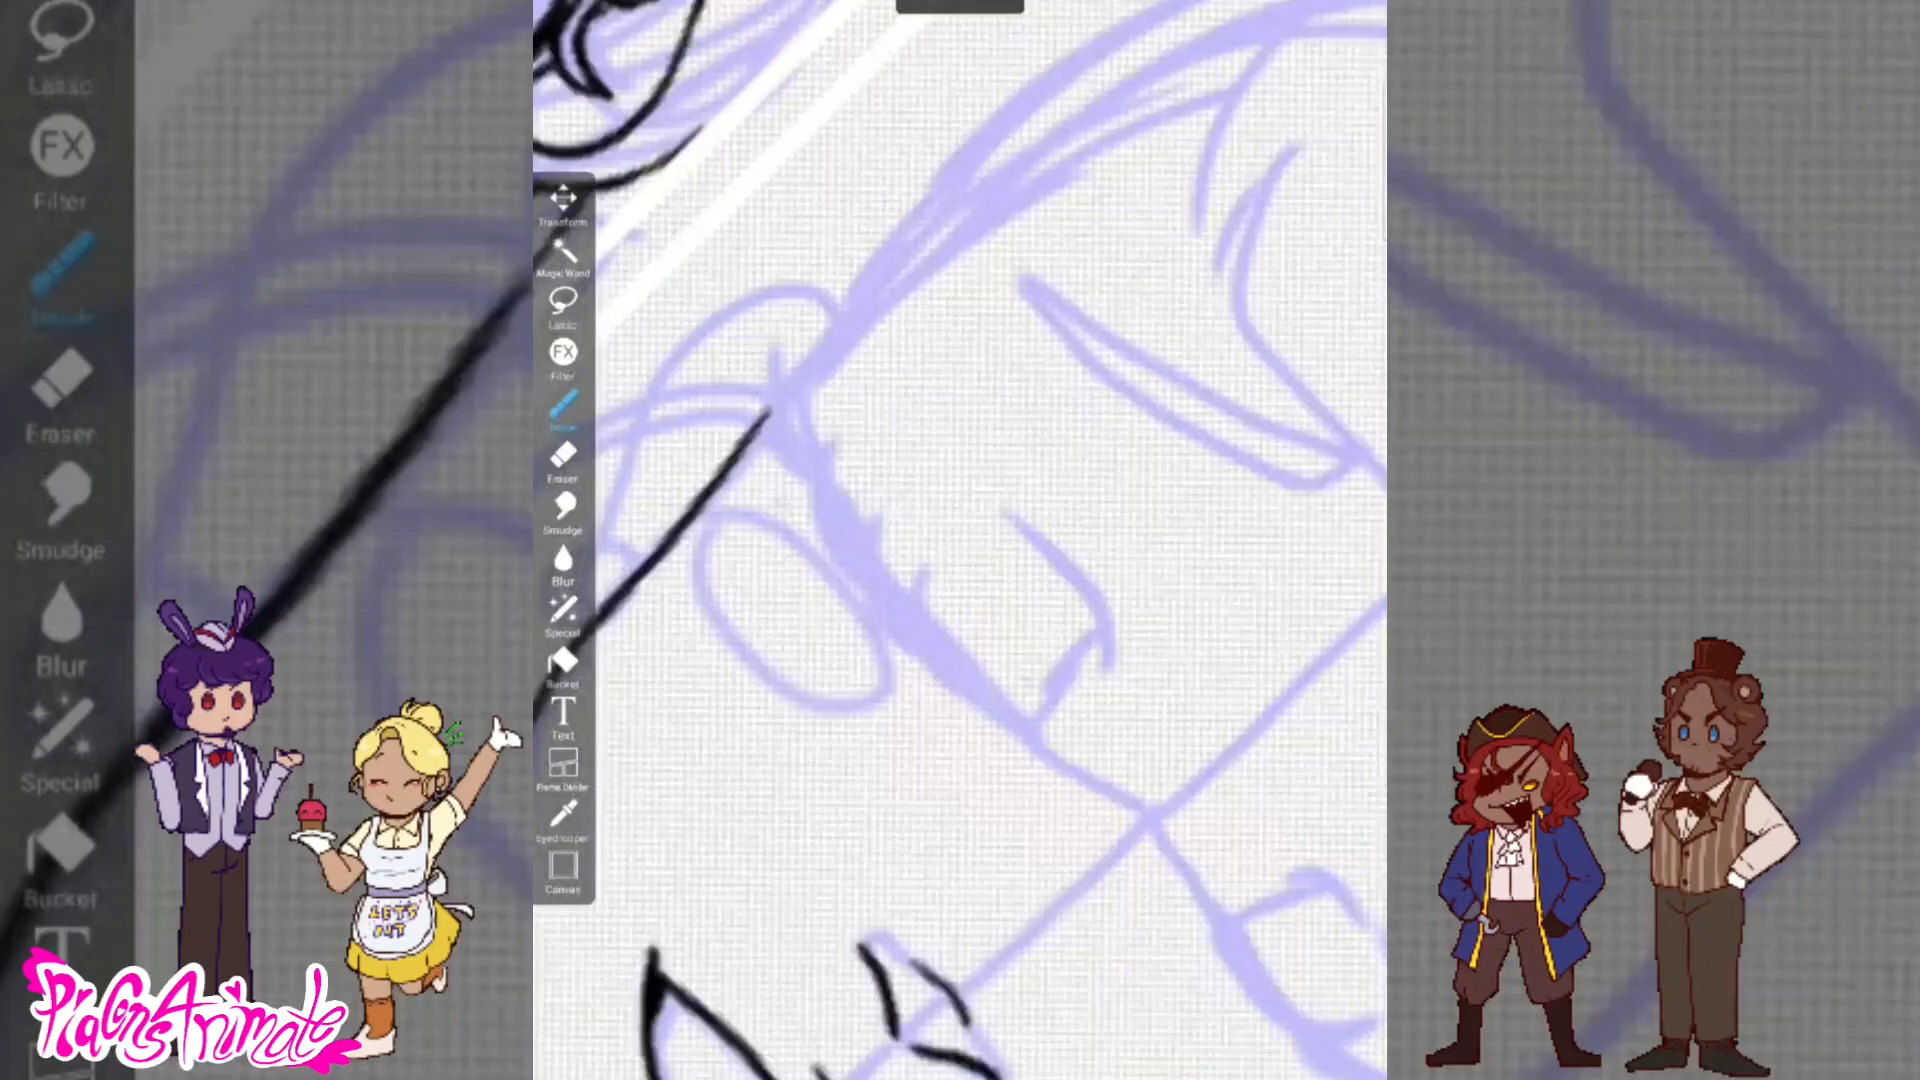 Lasso
FX
Filter
Eraser
Smudge
Blur
Special
Bucket
T
Transform
Magic Wand
Lasso
FX
Filter
Eraser
Smudge
Blur
Special
Bucket
T
Text
Frame Divider
Eyedropper
Canvas
LET'S
EAT